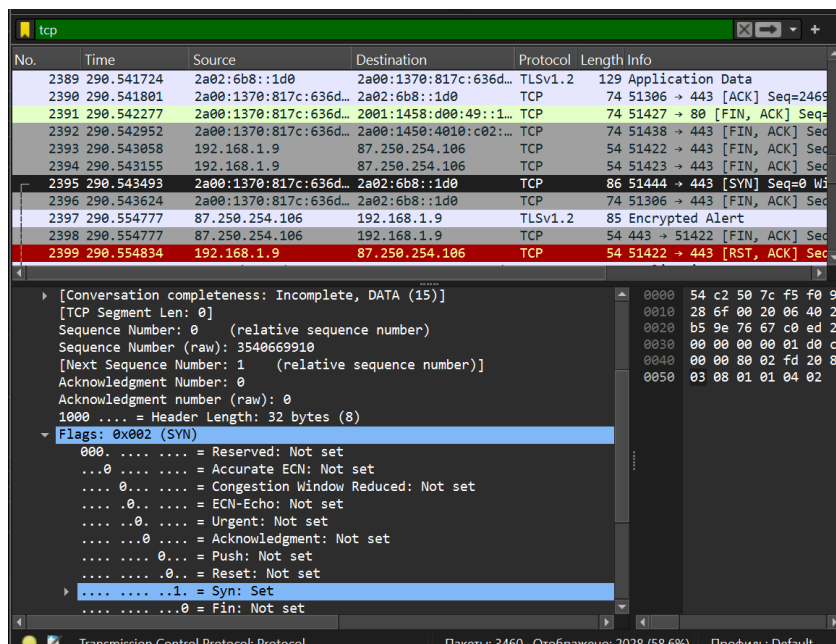 tcp
No. Time Source Destination Protocol Length Info
2389 290.541724 2a02:6b8::1d0 2a00:1370:817c:636d… TLSv1.2 129 Application Data
2390 290.541801 2a00:1370:817c:636d… 2a02:6b8::1d0 TCP 74 51306 → 443 [ACK] Seq=2469
2391 290.542277 2a00:1370:817c:636d… 2001:1458:d00:49::1… TCP 74 51427 → 80 [FIN, ACK] Seq=
2392 290.542952 2a00:1370:817c:636d… 2a00:1450:4010:c02:… TCP 74 51438 → 443 [FIN, ACK] Sec
2393 290.543058 192.168.1.9 87.250.254.106 TCP 54 51422 → 443 [FIN, ACK] Sec
2394 290.543155 192.168.1.9 87.250.254.106 TCP 54 51423 → 443 [FIN, ACK] Sec
2395 290.543493 2a00:1370:817c:636d… 2a02:6b8::1d0 TCP 86 51444 → 443 [SYN] Seq=0 Wi
2396 290.543624 2a00:1370:817c:636d… 2a02:6b8::1d0 TCP 74 51306 → 443 [FIN, ACK] Sec
2397 290.554777 87.250.254.106 192.168.1.9 TLSv1.2 85 Encrypted Alert
2398 290.554777 87.250.254.106 192.168.1.9 TCP 54 443 → 51422 [FIN, ACK] Sec
2399 290.554834 192.168.1.9 87.250.254.106 TCP 54 51422 → 443 [RST, ACK] Sec
[Conversation completeness: Incomplete, DATA (15)]
[TCP Segment Len: 0]
Sequence Number: 0 (relative sequence number)
Sequence Number (raw): 3540669910
[Next Sequence Number: 1 (relative sequence number)]
Acknowledgment Number: 0
Acknowledgment number (raw): 0
1000 .... = Header Length: 32 bytes (8)
Flags: 0x002 (SYN)
000. .... .... = Reserved: Not set
...0 .... .... = Accurate ECN: Not set
.... 0... .... = Congestion Window Reduced: Not set
.... .0.. .... = ECN-Echo: Not set
.... ..0. .... = Urgent: Not set
.... ...0 .... = Acknowledgment: Not set
.... .... 0... = Push: Not set
.... .... .0.. = Reset: Not set
.... .... ..1. = Syn: Set
.... .... ...0 = Fin: Not set
0000 54 c2 50 7c f5 f0 9
0010 28 6f 00 20 06 40 2
0020 b5 9e 76 67 c0 ed 2
0030 00 00 00 00 01 d0 c
0040 00 00 80 02 fd 20 8
0050 03 08 01 01 04 02
Transmission Control Protocol: Protocol Пакеты: 3460 · Отображено: 2028 (58.6%) Профиль: Default